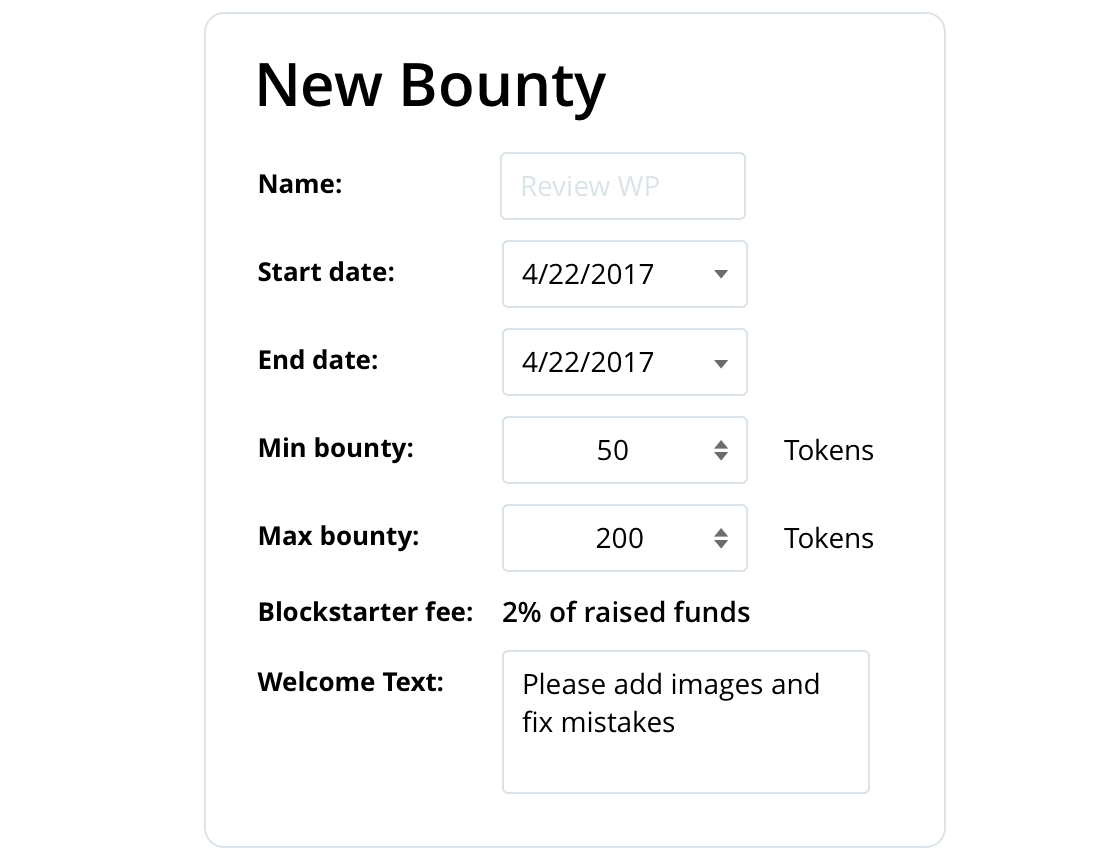 New Bounty
Name: Review WP
Start date: 4/22/2017
End date: 4/22/2017
Min bounty: 50 Tokens
Max bounty: 200 Tokens
Blockstarter fee: 2% of raised funds
Welcome Text: Please add images and
fix mistakes